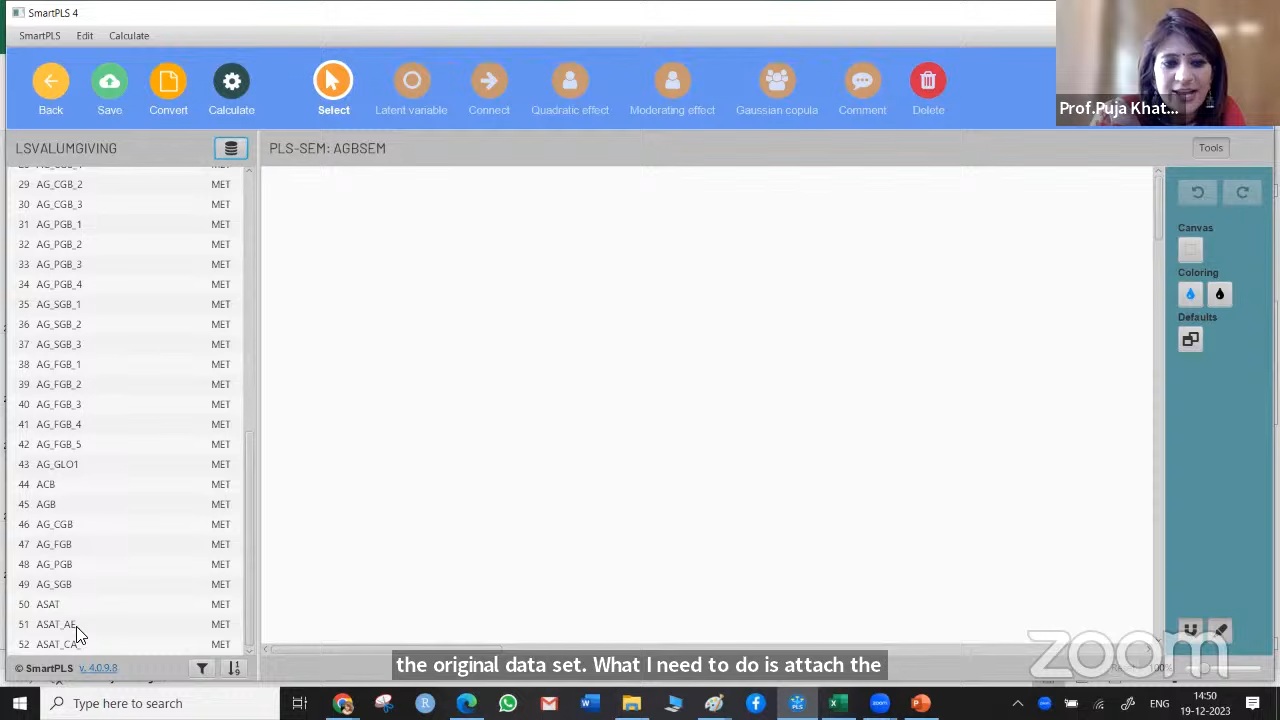 SmartPLS 4
SmartPLS Edit Calculate
Back Save Convert Calculate Select Latent variable Connect Quadratic effect Moderating effect Gaussian copula Comment Delete
Prof.Puja Khat...
LSVALUMGIVING
PLS-SEM: AGBSEM
Tools
29 AG_CGB_2 MET
30 AG_CGB_3 MET
31 AG_PGB_1 MET
32 AG_PGB_2 MET
33 AG_PGB_3 MET
34 AG_PGB_4 MET
35 AG_SGB_1 MET
36 AG_SGB_2 MET
37 AG_SGB_3 MET
38 AG_FGB_1 MET
39 AG_FGB_2 MET
40 AG_FGB_3 MET
41 AG_FGB_4 MET
42 AG_FGB_5 MET
43 AG_GLO1 MET
44 ACB MET
45 AGB MET
46 AG_CGB MET
47 AG_FGB MET
48 AG_PGB MET
49 AG_SGB MET
50 ASAT MET
51 ASAT_AE MET
52 ASAT_CA MET
Canvas
Coloring
Defaults
SmartPLS v. 4.0.9.8
the original data set. What I need to do is attach the
100%
zoom
Type here to search
ENG
14:50
19-12-2023